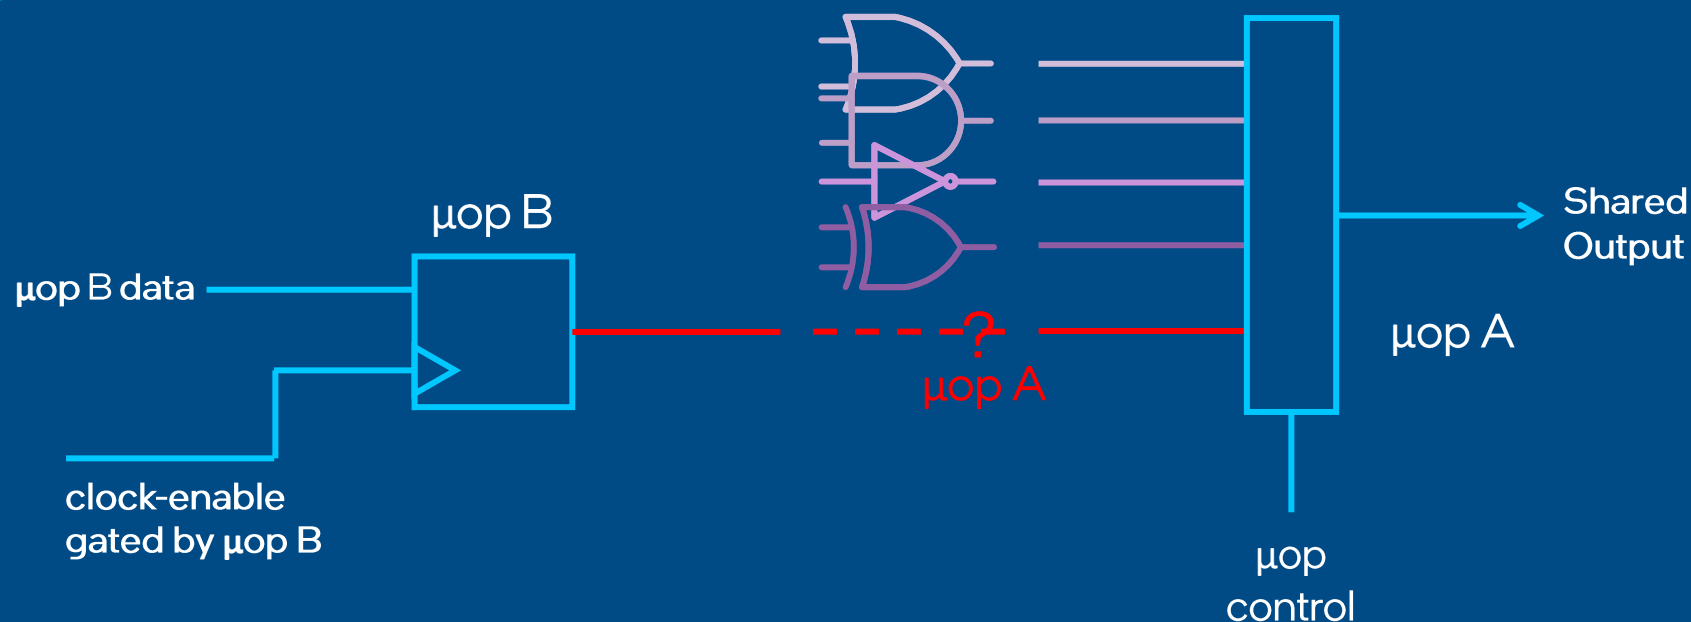 µop B
µop B data
clock-enable
gated by µop B
?
µop A
Shared
Output
µop A
µop
control